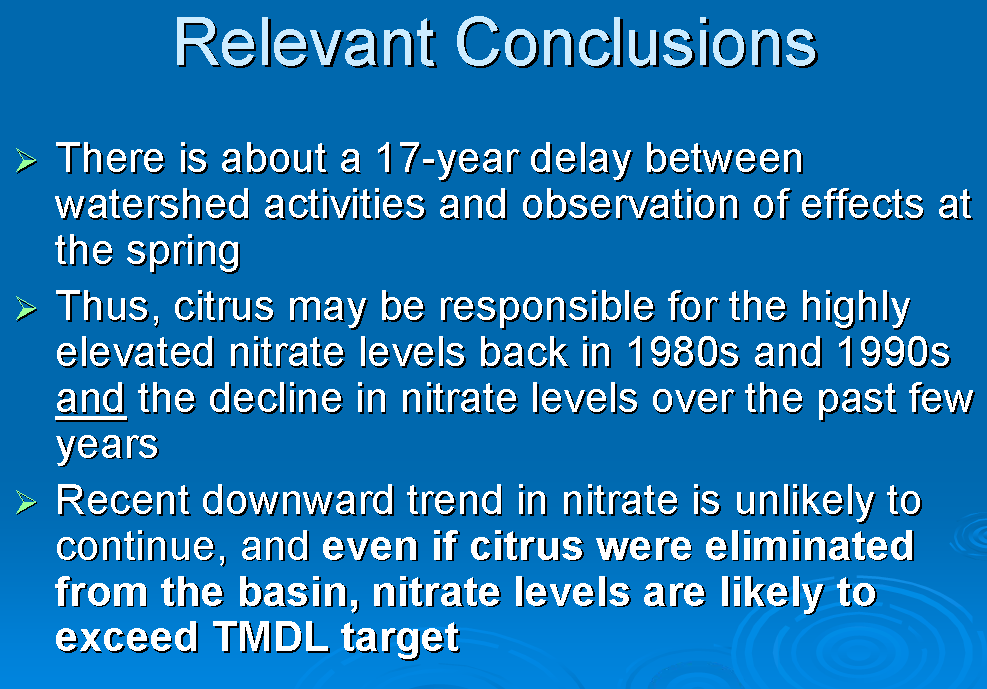 Relevant Conclusions
There is about a 17-year delay between
watershed activities and observation of effects at
the spring
Thus, citrus may be responsible for the highly
elevated nitrate levels back in 1980s and 1990s
and the decline in nitrate levels over the past few
years
Recent downward trend in nitrate is unlikely to
continue, and even if citrus were eliminated
from the basin, nitrate levels are likely to
exceed TMDL target